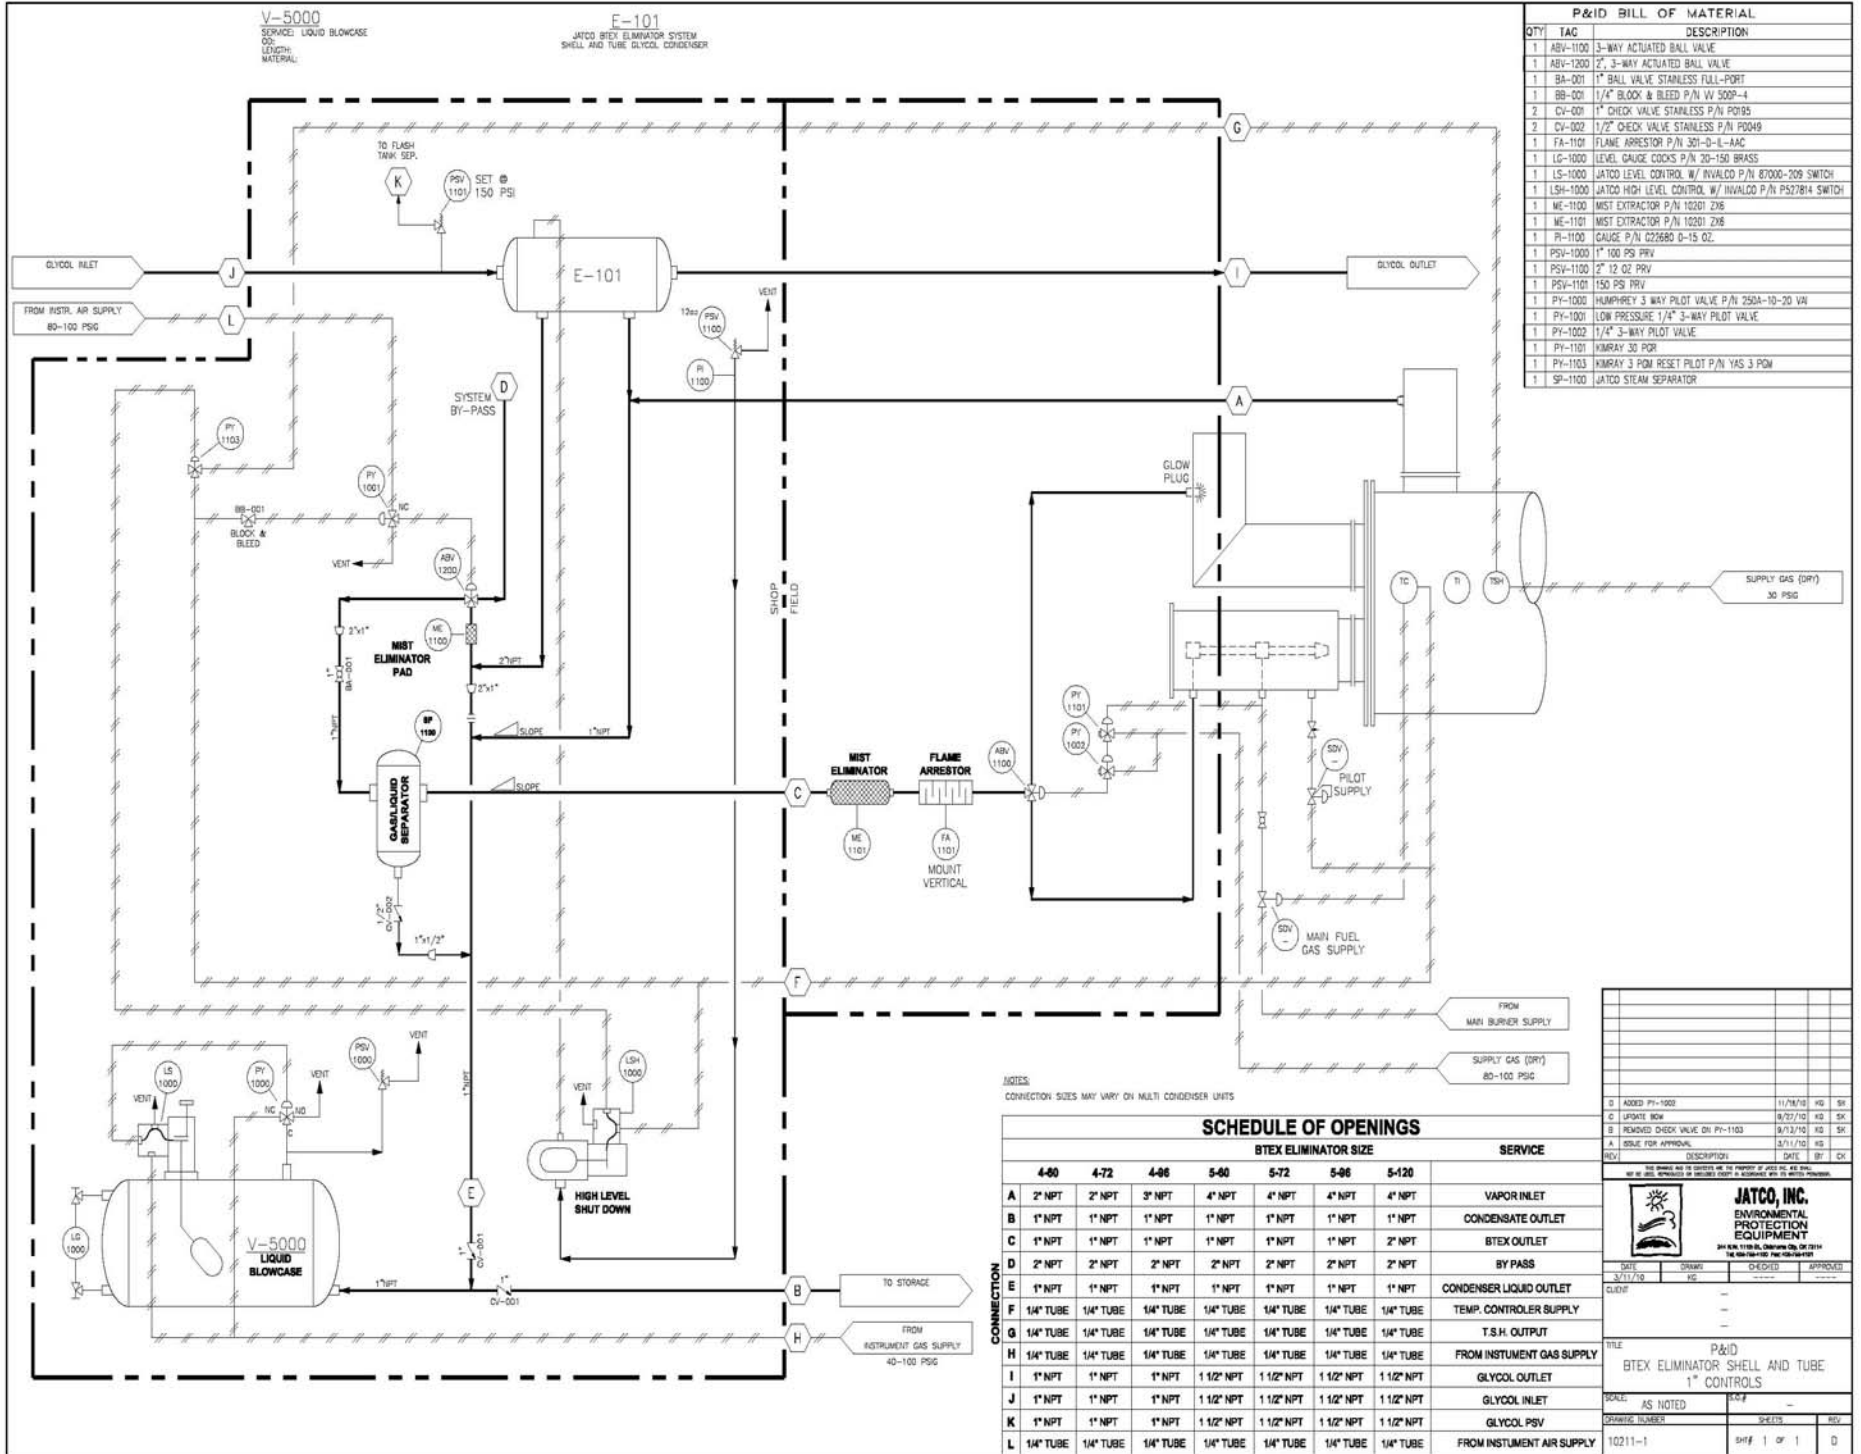 V-5000
SERVICE: LIQUID BLOWCASE
OD:
LENGTH:
MATERIAL:
E-101
JATCO BTEX ELIMINATOR SYSTEM
SHELL AND TUBE GLYCOL CONDENSER
P&ID BILL OF MATERIAL
QTY TAG DESCRIPTION
1 ABV-1100 3-WAY ACTUATED BALL VALVE
1 ABV-1200 2", 3-WAY ACTUATED BALL VALVE
1 BA-001 1" BALL VALVE STAINLESS FULL-PORT
1 BB-001 1/4" BLOCK & BLEED P/N VV 500P-4
2 CV-001 1" CHECK VALVE STAINLESS P/N P0195
2 CV-002 1/2" CHECK VALVE STAINLESS P/N P0049
1 FA-1101 FLAME ARRESTOR P/N 301-D-IL-AAC
1 LG-1000 LEVEL GAUGE COCKS P/N 20-150 BRASS
1 LS-1000 JATCO LEVEL CONTROL W/ INVALCO P/N 87000-209 SWITCH
1 LSH-1000 JATCO HIGH LEVEL CONTROL W/ INVALCO P/N P527814 SWITCH
1 ME-1100 MIST EXTRACTOR P/N 10201 ZX6
1 ME-1101 MIST EXTRACTOR P/N 10201 ZX6
1 PI-1100 GAUGE P/N G22680 0-15 OZ.
1 PSV-1000 1" 100 PSI PRV
1 PSV-1100 2" 12 OZ PRV
1 PSV-1101 150 PSI PRV
1 PY-1000 HUMPHREY 3 WAY PILOT VALVE P/N 250A-10-20 VAI
1 PY-1001 LOW PRESSURE 1/4" 3-WAY PILOT VALVE
1 PY-1002 1/4" 3-WAY PILOT VALVE
1 PY-1101 KIMRAY 30 PGR
1 PY-1103 KIMRAY 3 PGM RESET PILOT P/N YAS 3 PGM
1 SP-1100 JATCO STEAM SEPARATOR
G
TO FLASH
TANK SEP.
K
PSV
1101
SET @
150 PSI
GLYCOL INLET
J
E-101
I
GLYCOL OUTLET
FROM INSTR. AIR SUPPLY
80-100 PSIG
L
VENT
12oz
PSV
1100
PI
1100
D
SYSTEM
BY-PASS
A
PY
1103
PY
1001
NC
BB-001
BLOCK &
BLEED
VENT
ABV
1200
GLOW
PLUG
SHOP
FIELD
TC
TI
TSH
SUPPLY GAS (DRY)
30 PSIG
2"x1"
1"
BA-001
1"NPT
ME
1100
MIST
ELIMINATOR
PAD
2"NPT
2"x1"
SP
1100
SLOPE
1"NPT
GAS/LIQUID
SEPARATOR
SLOPE
C
MIST
ELIMINATOR
ME
1101
FLAME
ARRESTOR
FA
1101
MOUNT
VERTICAL
ABV
1100
PY
1101
PY
1002
SDV
-
PILOT
SUPPLY
1/2"
CV-002
1"x1/2"
SDV
-
MAIN FUEL
GAS SUPPLY
F
FROM
MAIN BURNER SUPPLY
SUPPLY GAS (DRY)
80-100 PSIG
VENT
LS
1000
PY
1000
NC
NO
C
VENT
PSV
1000
VENT
1"NPT
VENT
LSH
1000
HIGH LEVEL
SHUT DOWN
LG
1000
V-5000
LIQUID
BLOWCASE
E
1"
CV-001
1"NPT
1"
CV-001
B
TO STORAGE
H
FROM
INSTRUMENT GAS SUPPLY
40-100 PSIG
NOTES:
CONNECTION SIZES MAY VARY ON MULTI CONDENSER UNITS
SCHEDULE OF OPENINGS
BTEX ELIMINATOR SIZE SERVICE
4-60 4-72 4-96 5-60 5-72 5-96 5-120
CONNECTION
A 2" NPT 2" NPT 3" NPT 4" NPT 4" NPT 4" NPT 4" NPT VAPOR INLET
B 1" NPT 1" NPT 1" NPT 1" NPT 1" NPT 1" NPT 1" NPT CONDENSATE OUTLET
C 1" NPT 1" NPT 1" NPT 1" NPT 1" NPT 1" NPT 2" NPT BTEX OUTLET
D 2" NPT 2" NPT 2" NPT 2" NPT 2" NPT 2" NPT 2" NPT BY PASS
E 1" NPT 1" NPT 1" NPT 1" NPT 1" NPT 1" NPT 1" NPT CONDENSER LIQUID OUTLET
F 1/4" TUBE 1/4" TUBE 1/4" TUBE 1/4" TUBE 1/4" TUBE 1/4" TUBE 1/4" TUBE TEMP. CONTROLER SUPPLY
G 1/4" TUBE 1/4" TUBE 1/4" TUBE 1/4" TUBE 1/4" TUBE 1/4" TUBE 1/4" TUBE T.S.H. OUTPUT
H 1/4" TUBE 1/4" TUBE 1/4" TUBE 1/4" TUBE 1/4" TUBE 1/4" TUBE 1/4" TUBE FROM INSTUMENT GAS SUPPLY
I 1" NPT 1" NPT 1" NPT 1 1/2" NPT 1 1/2" NPT 1 1/2" NPT 1 1/2" NPT GLYCOL OUTLET
J 1" NPT 1" NPT 1" NPT 1 1/2" NPT 1 1/2" NPT 1 1/2" NPT 1 1/2" NPT GLYCOL INLET
K 1" NPT 1" NPT 1" NPT 1 1/2" NPT 1 1/2" NPT 1 1/2" NPT 1 1/2" NPT GLYCOL PSV
L 1/4" TUBE 1/4" TUBE 1/4" TUBE 1/4" TUBE 1/4" TUBE 1/4" TUBE 1/4" TUBE FROM INSTUMENT AIR SUPPLY
D ADDED PY-1002 11/18/10 KG SK
C UPDATE BOM 9/27/10 KG SK
B REMOVED CHECK VALVE ON PY-1103 9/13/10 KG SK
A ISSUE FOR APPROVAL 3/11/10 KG
REV. DESCRIPTION DATE BY CK
JATCO, INC.
ENVIRONMENTAL
PROTECTION
EQUIPMENT
DATE DRAWN CHECKED APPROVED
3/11/10 KG ---- ----
CLIENT
-
-
-
TITLE
P&ID
BTEX ELIMINATOR SHELL AND TUBE
1" CONTROLS
SCALE: AS NOTED S.O.# -
DRAWING NUMBER SHEETS REV
10211-1 SHT# 1 OF 1 D